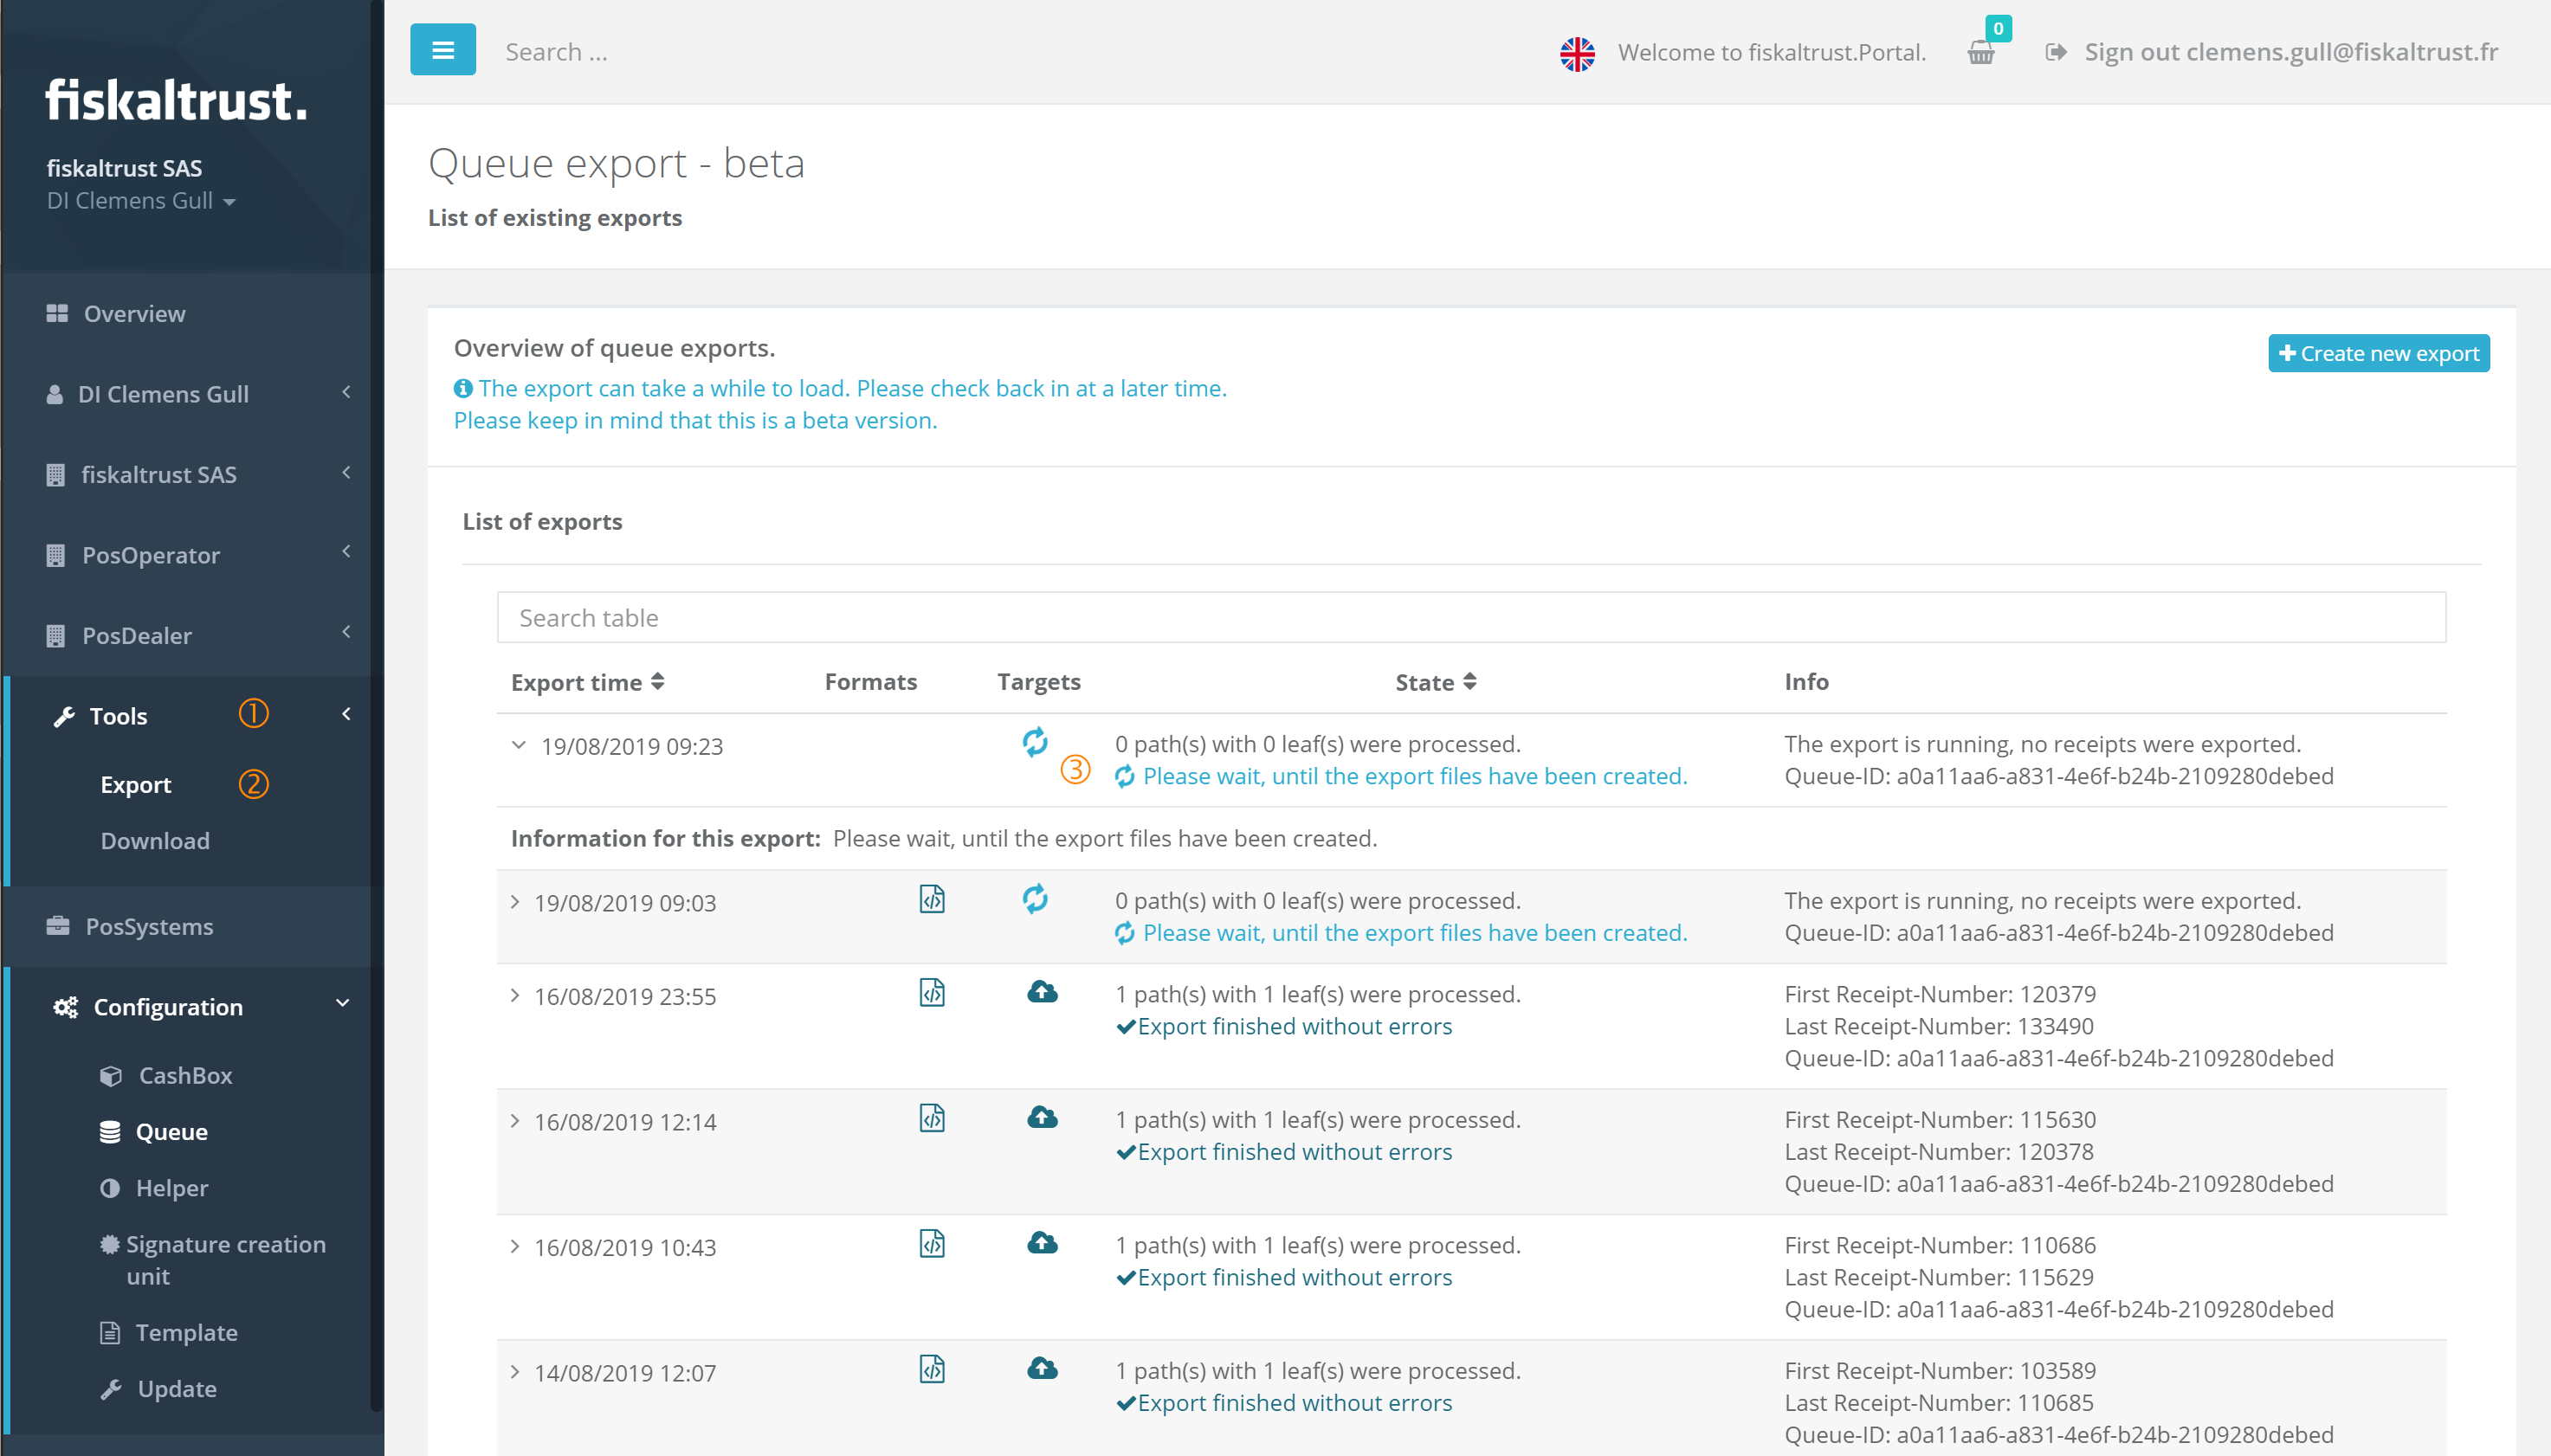 fiskaltrust.
fiskaltrust SAS
DI Clemens Gull
Overview
DI Clemens Gull
fiskaltrust SAS
PosOperator
PosDealer
Tools ①
Export ②
Download
PosSystems
Configuration
CashBox
Queue
Helper
Signature creation
unit
Template
Update
Search ...
Welcome to fiskaltrust.Portal.
0
Sign out clemens.gull@fiskaltrust.fr
Queue export - beta
List of existing exports
Overview of queue exports.
The export can take a while to load. Please check back in at a later time.
Please keep in mind that this is a beta version.
Create new export
List of exports
Search table
Export time Formats Targets State Info
19/08/2019 09:23
③
0 path(s) with 0 leaf(s) were processed.
Please wait, until the export files have been created.
The export is running, no receipts were exported.
Queue-ID: a0a11aa6-a831-4e6f-b24b-2109280debed
Information for this export: Please wait, until the export files have been created.
19/08/2019 09:03
0 path(s) with 0 leaf(s) were processed.
Please wait, until the export files have been created.
The export is running, no receipts were exported.
Queue-ID: a0a11aa6-a831-4e6f-b24b-2109280debed
16/08/2019 23:55
1 path(s) with 1 leaf(s) were processed.
Export finished without errors
First Receipt-Number: 120379
Last Receipt-Number: 133490
Queue-ID: a0a11aa6-a831-4e6f-b24b-2109280debed
16/08/2019 12:14
1 path(s) with 1 leaf(s) were processed.
Export finished without errors
First Receipt-Number: 115630
Last Receipt-Number: 120378
Queue-ID: a0a11aa6-a831-4e6f-b24b-2109280debed
16/08/2019 10:43
1 path(s) with 1 leaf(s) were processed.
Export finished without errors
First Receipt-Number: 110686
Last Receipt-Number: 115629
Queue-ID: a0a11aa6-a831-4e6f-b24b-2109280debed
14/08/2019 12:07
1 path(s) with 1 leaf(s) were processed.
Export finished without errors
First Receipt-Number: 103589
Last Receipt-Number: 110685
Queue-ID: a0a11aa6-a831-4e6f-b24b-2109280debed